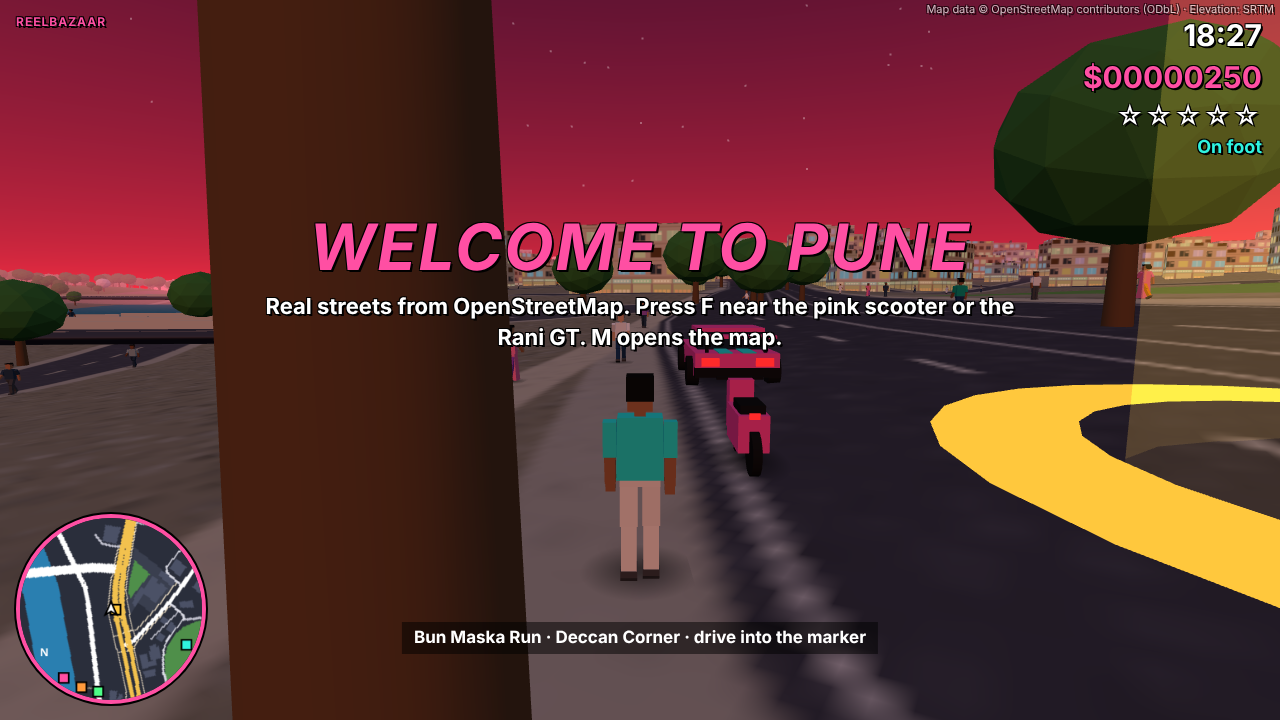 REELBAZAAR
Map data © OpenStreetMap contributors (ODbL) · Elevation: SRTM
18:27
$00000250
On foot
WELCOME TO PUNE
Real streets from OpenStreetMap. Press F near the pink scooter or the
Rani GT. M opens the map.
Bun Maska Run · Deccan Corner · drive into the marker
N